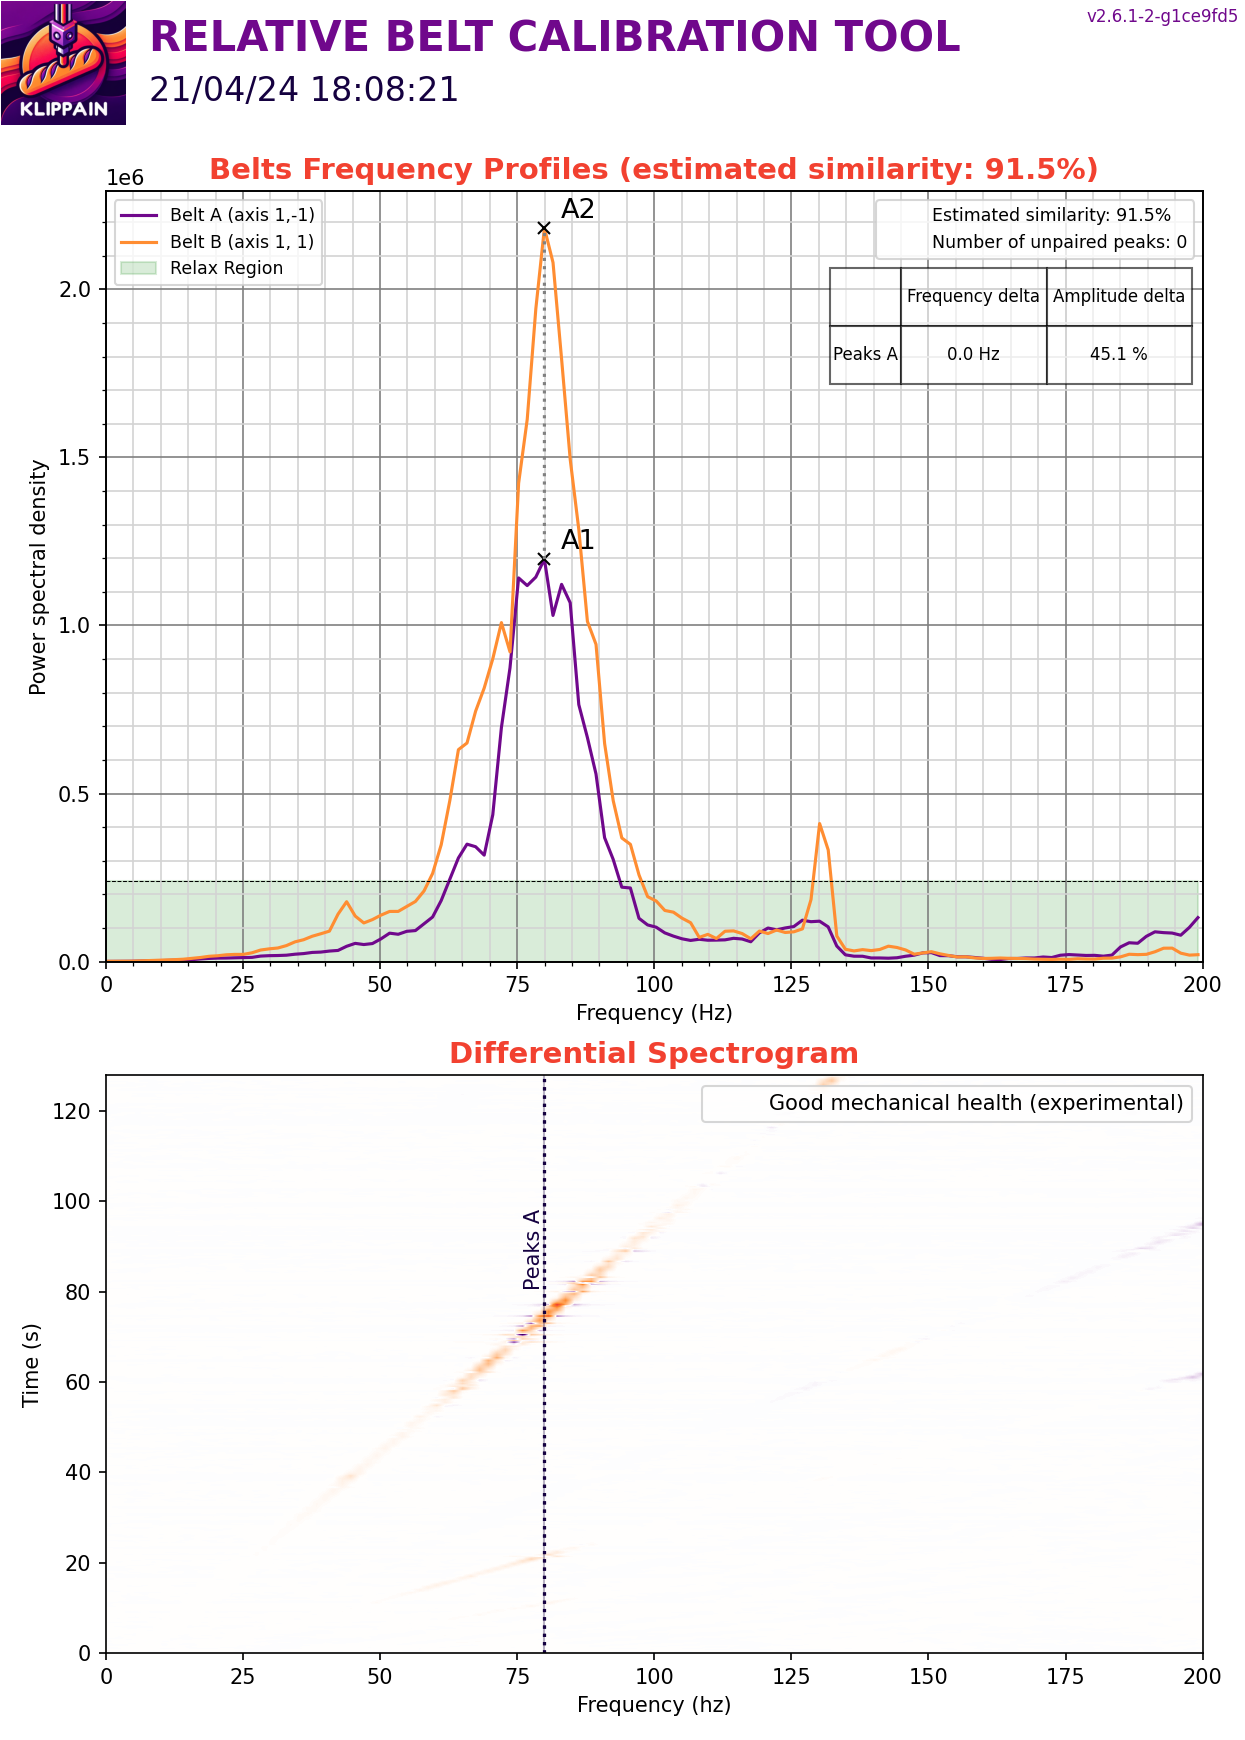 KLIPPAIN
RELATIVE BELT CALIBRATION TOOL
v2.6.1-2-g1ce9fd5
21/04/24 18:08:21
Belts Frequency Profiles (estimated similarity: 91.5%)
1e6
Belt A (axis 1,-1)
Belt B (axis 1, 1)
Relax Region
A2
Estimated similarity: 91.5%
Number of unpaired peaks: 0
Frequency delta Amplitude delta
Peaks A 0.0 Hz 45.1 %
A1
Power spectral density
2.0
1.5
1.0
0.5
0.0
0 25 50 75 100 125 150 175 200
Frequency (Hz)
Differential Spectrogram
Good mechanical health (experimental)
Peaks A
Time (s)
120
100
80
60
40
20
0
0 25 50 75 100 125 150 175 200
Frequency (hz)